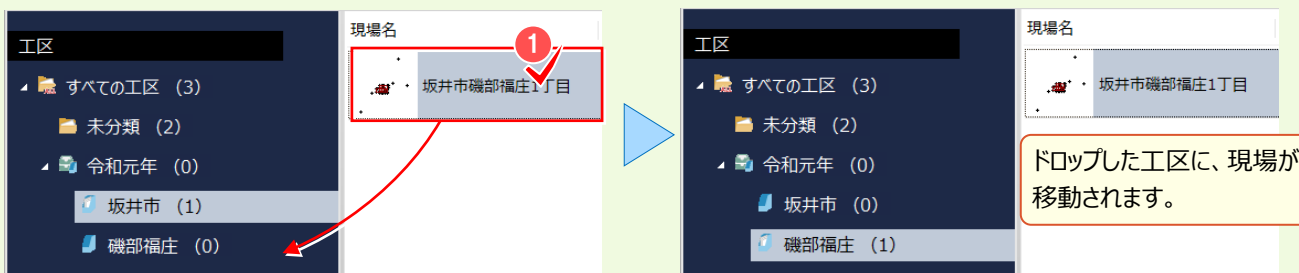 工区
すべての工区 (3)
未分類 (2)
令和元年 (0)
坂井市 (1)
磯部福庄 (0)
現場名
1
坂井市磯部福庄1丁目
工区
すべての工区 (3)
未分類 (2)
令和元年 (0)
坂井市 (0)
磯部福庄 (1)
現場名
坂井市磯部福庄1丁目
ドロップした工区に、現場が
移動されます。